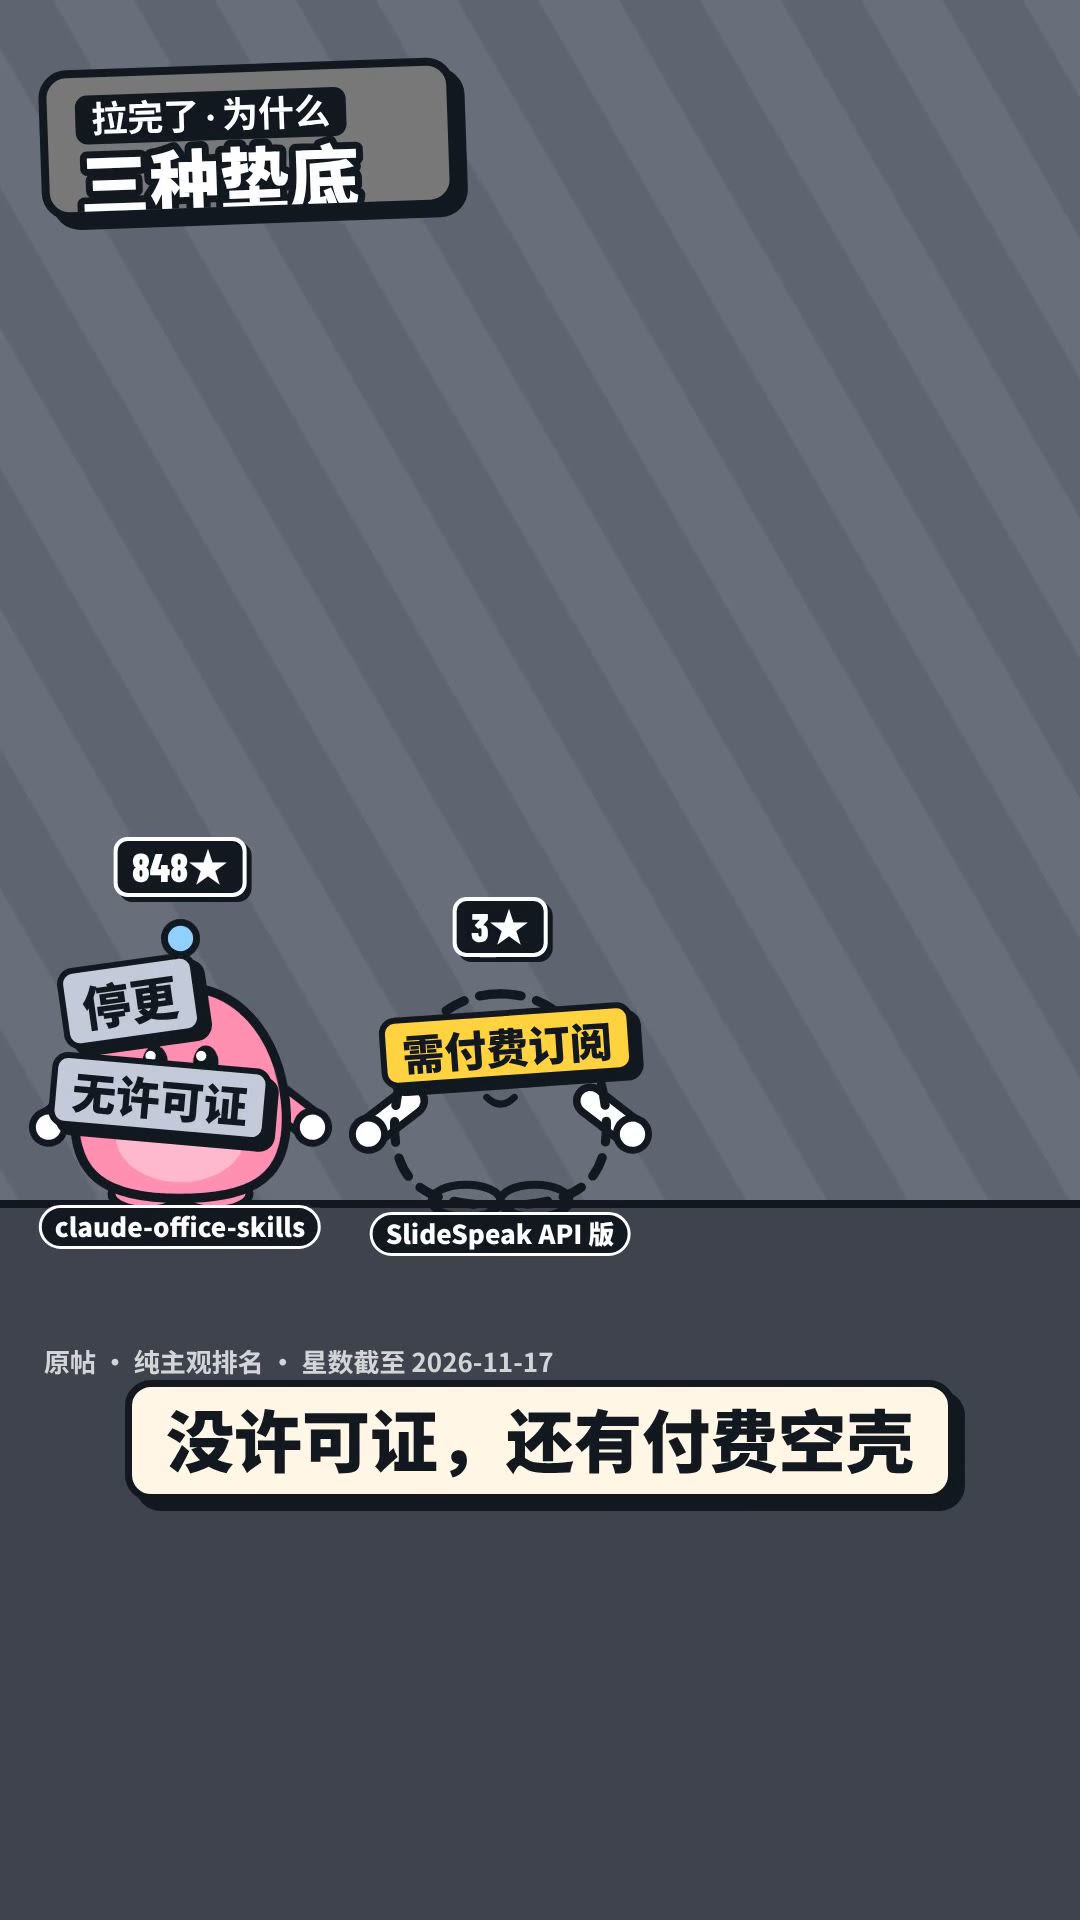 拉完了·为什么
三种垫底
848★
3★
停更
需付费订阅
无许可证
claude-office-skills
SlideSpeak API 版
原帖 · 纯主观排名 · 星数截至 2026-11-17
没许可证，还有付费空壳